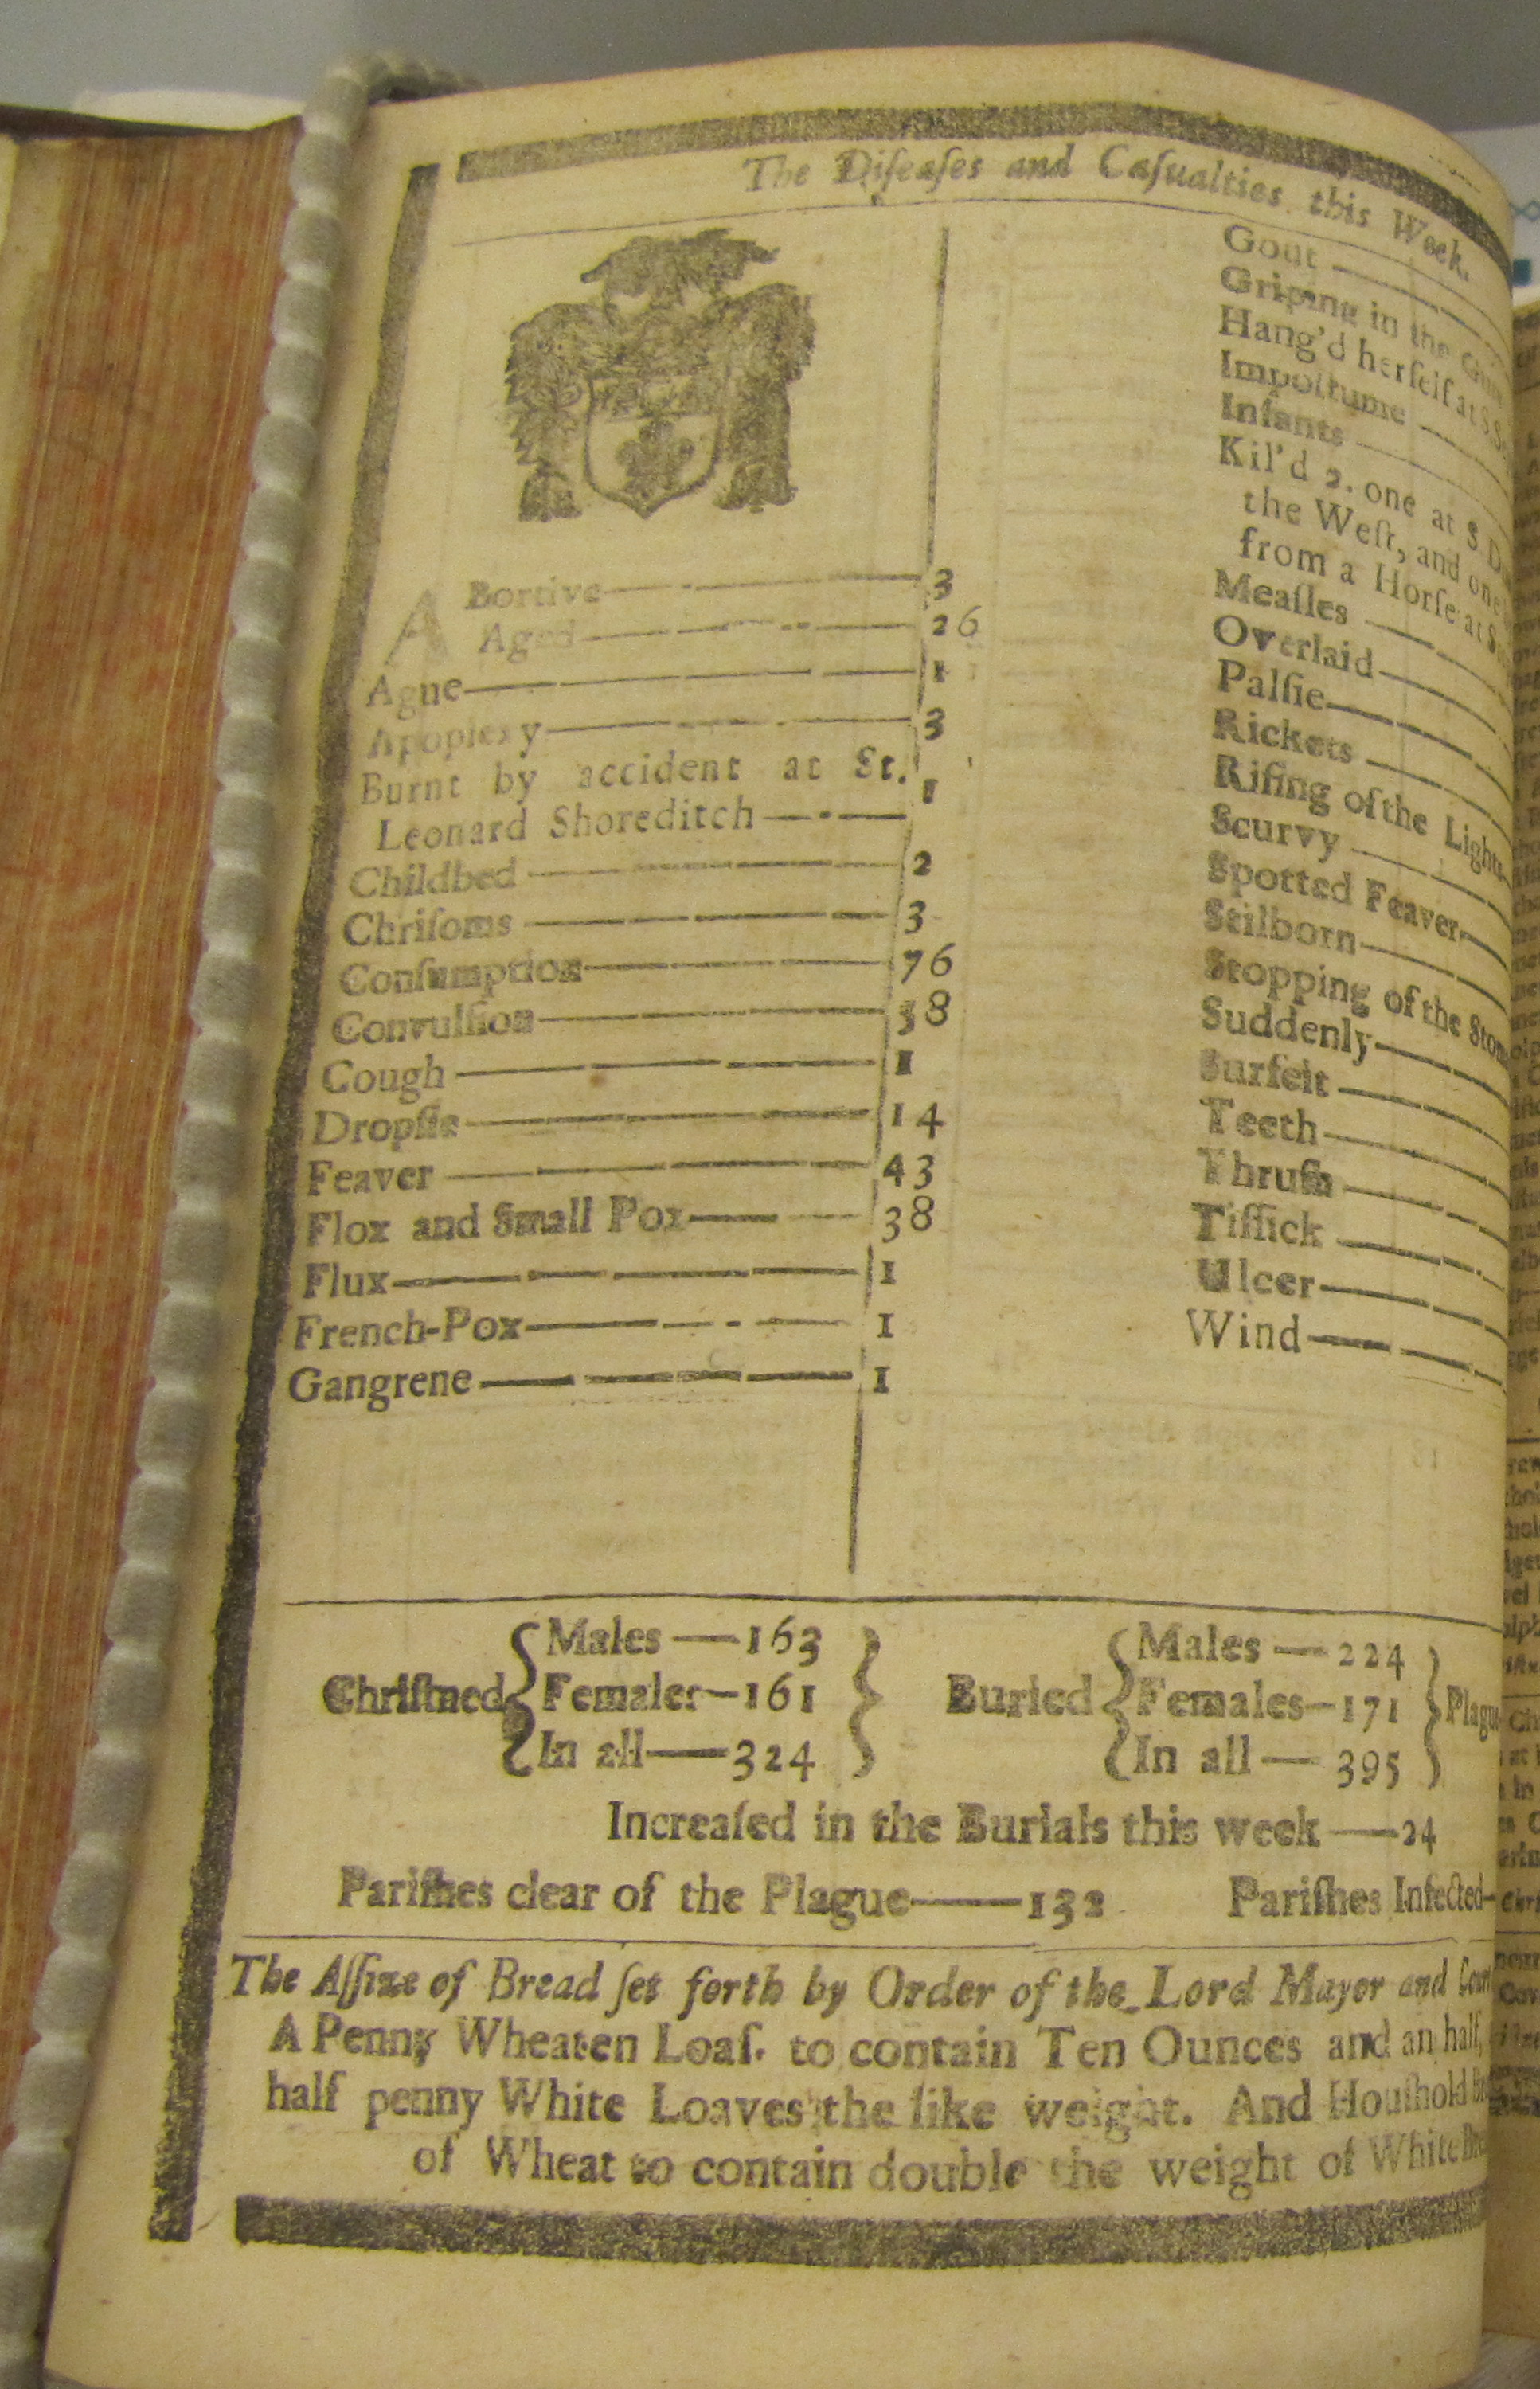 The Diſeaſes and Caſualties this Week.
ABortive 3
Aged 26
Ague 1
Apoplexy 3
Burnt by accident at St.
Leonard Shoreditch 1
Childbed 2
Chriſoms 3
Conſumption 76
Convulſion 38
Cough 1
Dropſie 14
Feaver 43
Flox and Small Pox 38
Flux 1
French-Pox 1
Gangrene 1
Gout
Griping in the Guts
Hang'd herſelf at S.
Impoſtume
Infants
Kil'd 2. one at S
the Weſt, and one
from a Horſe at
Meaſles
Overlaid
Palſie
Rickets
Riſing of the Lights
Scurvy
Spotted Feaver
Stilborn
Stopping of the
Suddenly
Surfeit
Teeth
Thruſh
Tiſſick
Ulcer
Wind
Chriſtned { Males — 163
Females — 161
In all — 324 }
Buried { Males — 224
Females — 171
In all — 395 } Plague
Increaſed in the Burials this week — 24
Pariſhes clear of the Plague — 132 Pariſhes Infected —
The Aſſize of Bread ſet forth by Order of the Lord Mayor and
A Penny Wheaten Loaf. to contain Ten Ounces and an half,
half penny White Loaves the like weight. And Houſhold
of Wheat to contain double the weight of White